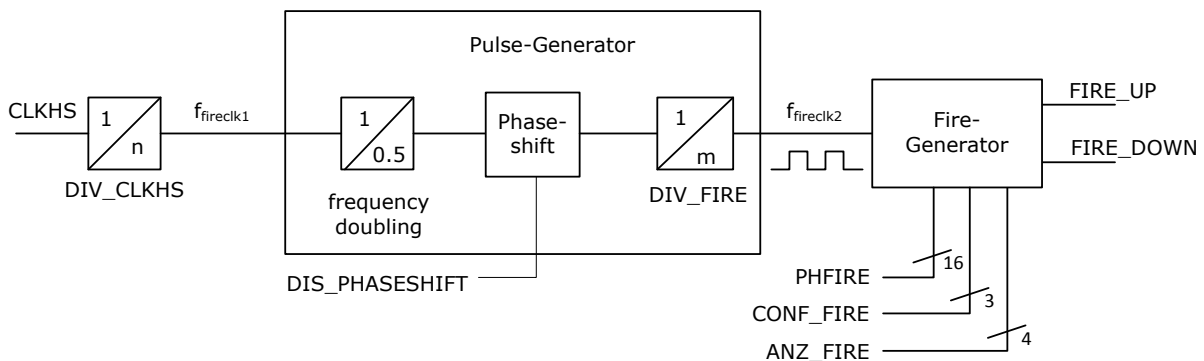 Pulse-Generator
CLKHS
1
n
DIV_CLKHS
ffireclk1
1
0.5
frequency
doubling
Phase-
shift
DIS_PHASESHIFT
1
m
DIV_FIRE
ffireclk2
Fire-
Generator
FIRE_UP
FIRE_DOWN
PHFIRE
16
CONF_FIRE
3
ANZ_FIRE
4